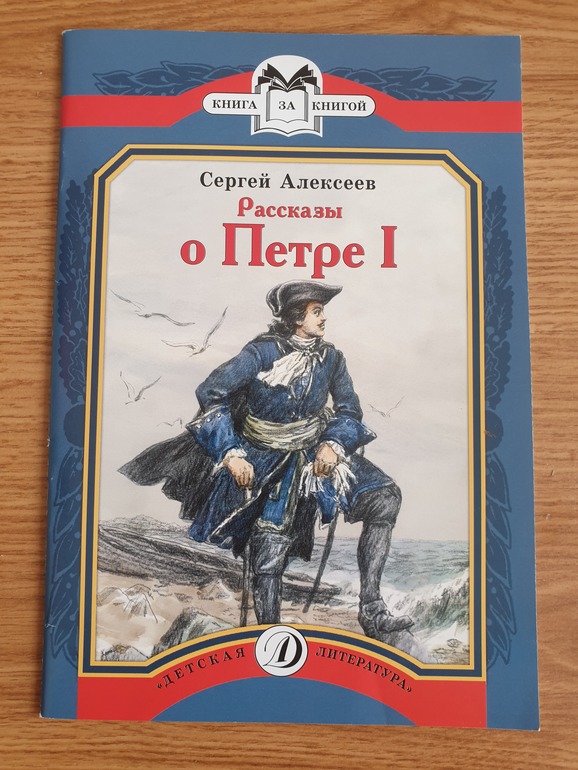 КНИГА ЗА КНИГОЙ
Сергей Алексеев
Рассказы
о Петре I
"ДЕТСКАЯ Д ЛИТЕРАТУРА"